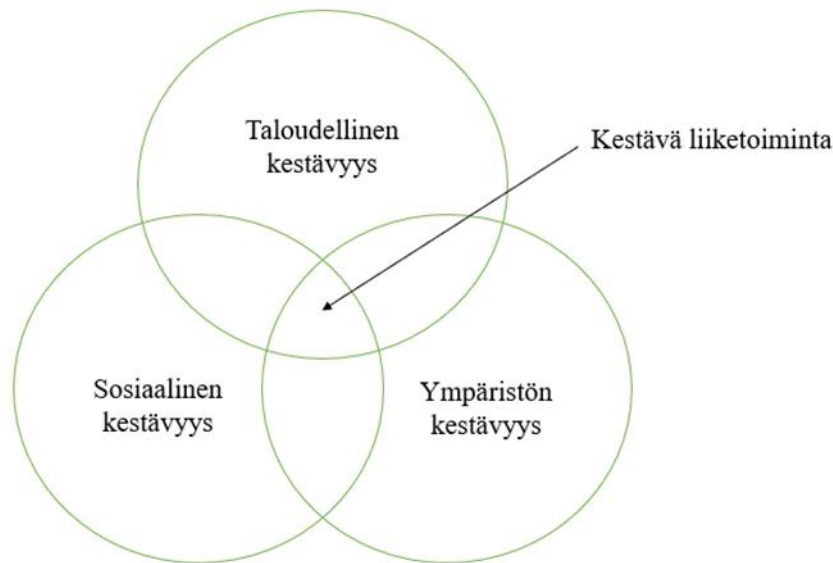 Taloudellinen
kestävyys
Kestävä liiketoiminta
Sosiaalinen
kestävyys
Ympäristön
kestävyys